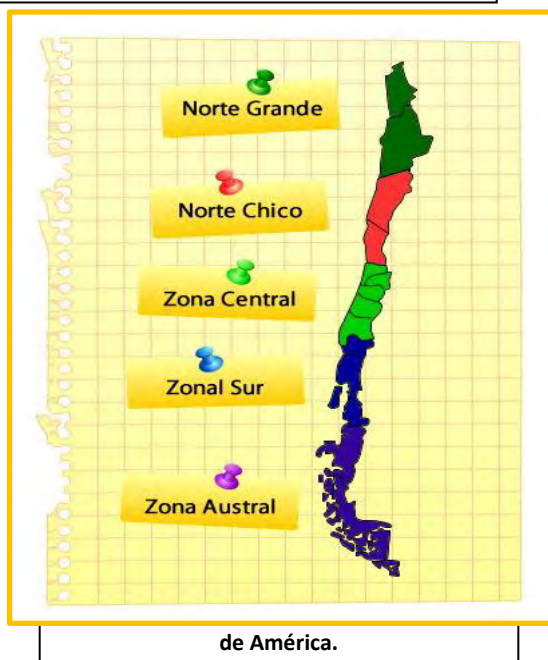 Norte Grande
Norte Chico
Zona Central
Zonal Sur
Zona Austral
de América.